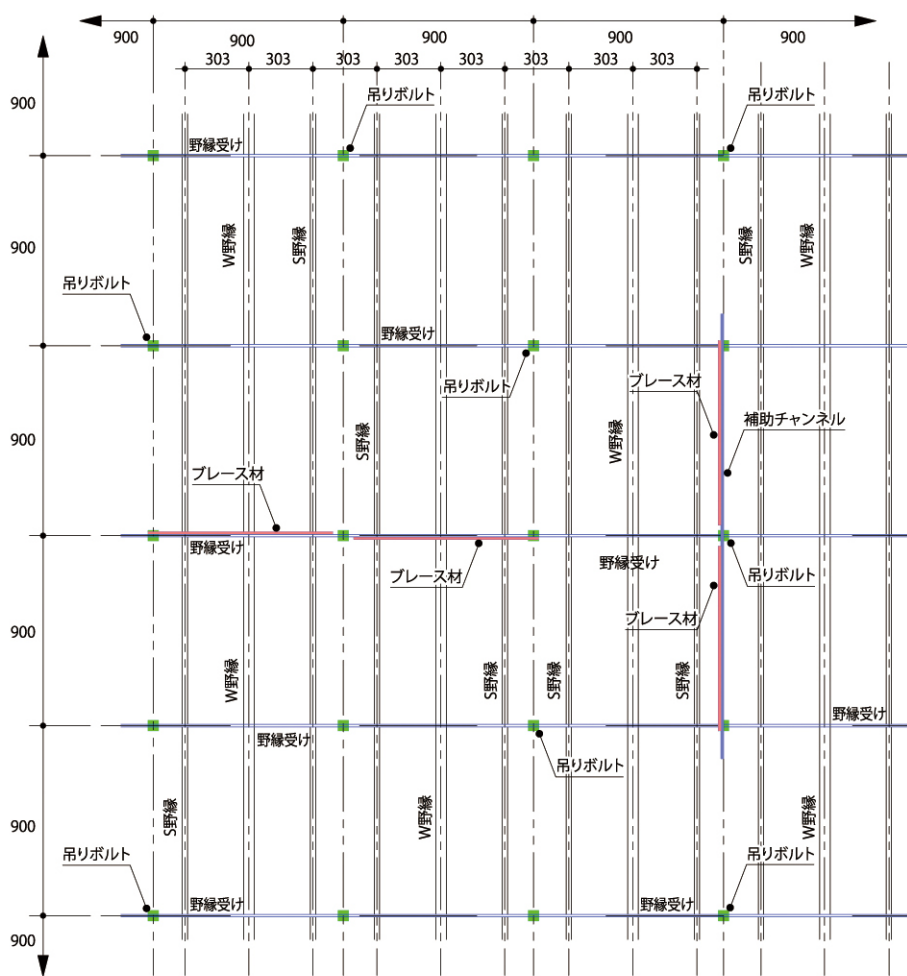 900 900 900 900
303 303 303 303 303 303 303 303
900
吊りボルト 吊りボルト
野縁受け
900
W野縁 S野縁 S野縁 W野縁
吊りボルト
野縁受け
吊りボルト ブレース材
900
S野縁 W野縁 補助チャンネル
ブレース材
野縁受け 野縁受け
ブレース材 吊りボルト
900
ブレース材
W野縁 S野縁 S野縁 S野縁
野縁受け
野縁受け
吊りボルト
900
S野縁 W野縁 W野縁
吊りボルト 吊りボルト
野縁受け 野縁受け
900